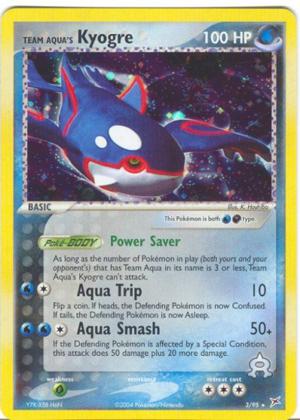 TEAM AQUA'S Kyogre 100 HP
Illus. K. Hoshiba
BASIC
This Pokémon is both type.
Poké-BODY Power Saver
As long as the number of Pokémon in play (both yours and your
opponent's) that has Team Aqua in its name is 3 or less, Team
Aqua's Kyogre can't attack.
Aqua Trip 10
Flip a coin. If heads, the Defending Pokémon is now Confused.
If tails, the Defending Pokémon is now Asleep.
Aqua Smash 50+
If the Defending Pokémon is affected by a Special Condition,
this attack does 50 damage plus 20 more damage.
weakness resistance retreat cost
©2004 Pokémon/Nintendo 3/95